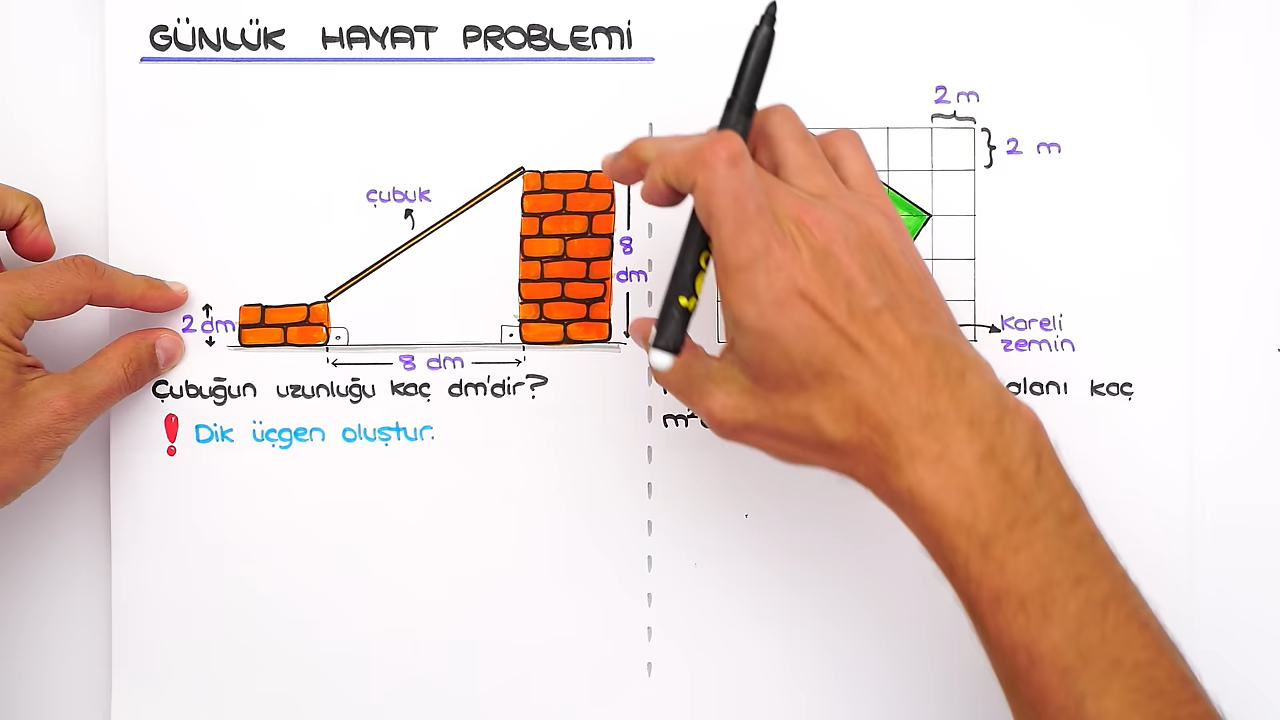 GÜNLÜK HAYAT PROBLEMİ
çubuk
2 dm
8 dm
8
dm
Çubuğun uzunluğu kaç dm'dir?
! Dik üçgen oluştur.
2 m
2 m
Kareli
zemin
alanı kaç